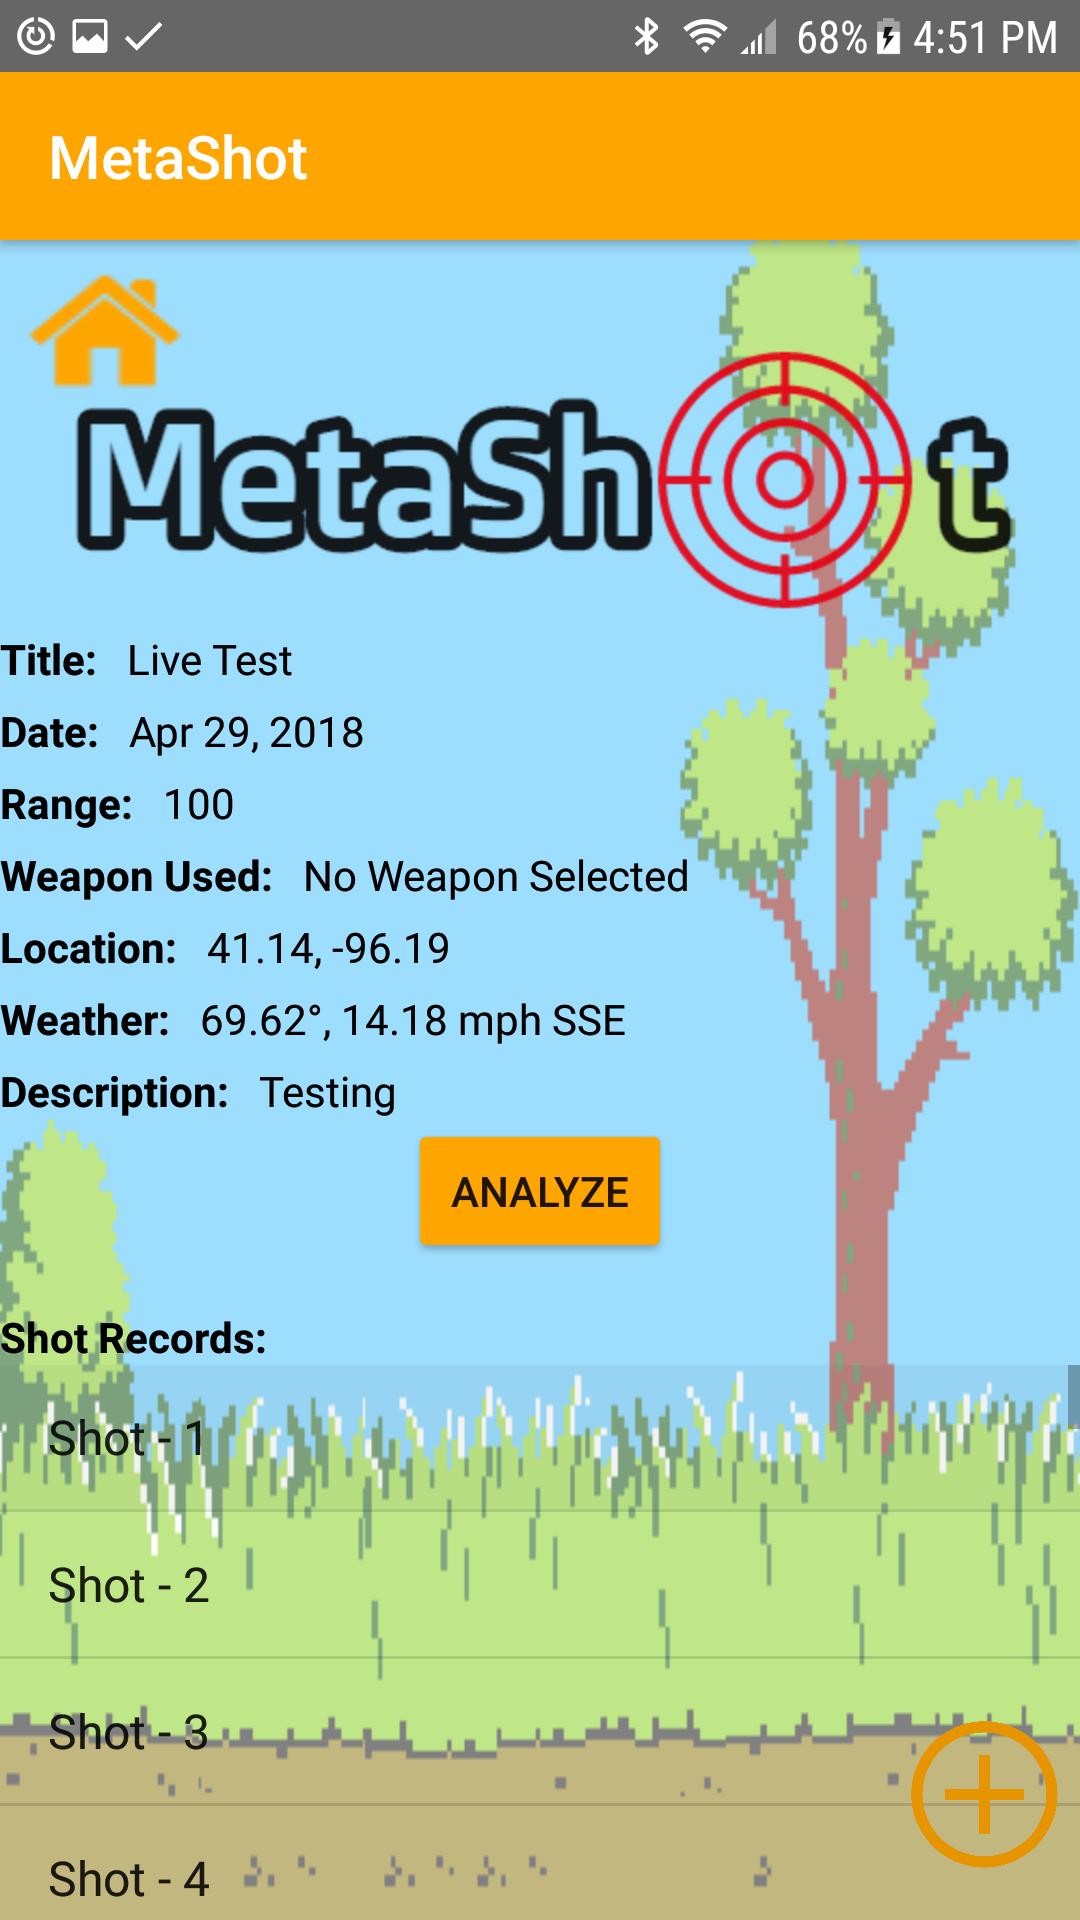 68% 4:51 PM
MetaShot
MetaSh t
Title: Live Test
Date: Apr 29, 2018
Range: 100
Weapon Used: No Weapon Selected
Location: 41.14, -96.19
Weather: 69.62°, 14.18 mph SSE
Description: Testing
ANALYZE
Shot Records:
Shot - 1
Shot - 2
Shot - 3
Shot - 4